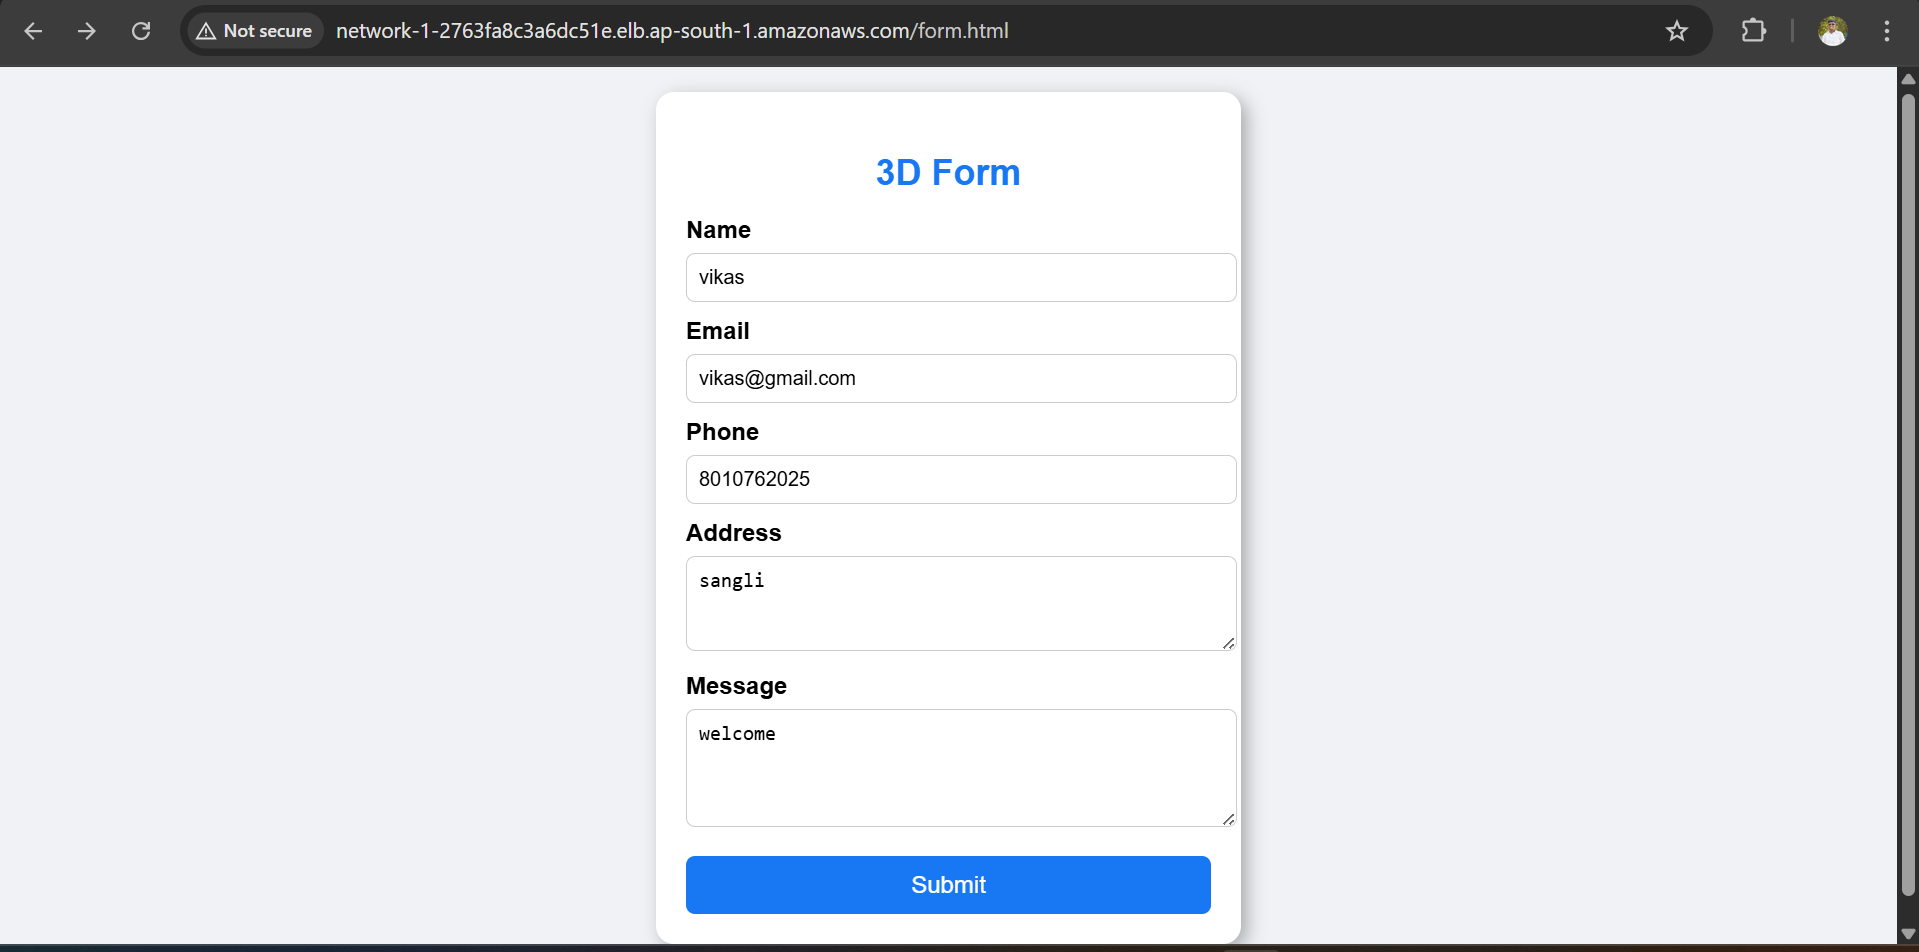 Not secure network-1-2763fa8c3a6dc51e.elb.ap-south-1.amazonaws.com/form.html
3D Form
Name
vikas
Email
vikas@gmail.com
Phone
8010762025
Address
sangli
Message
welcome
Submit